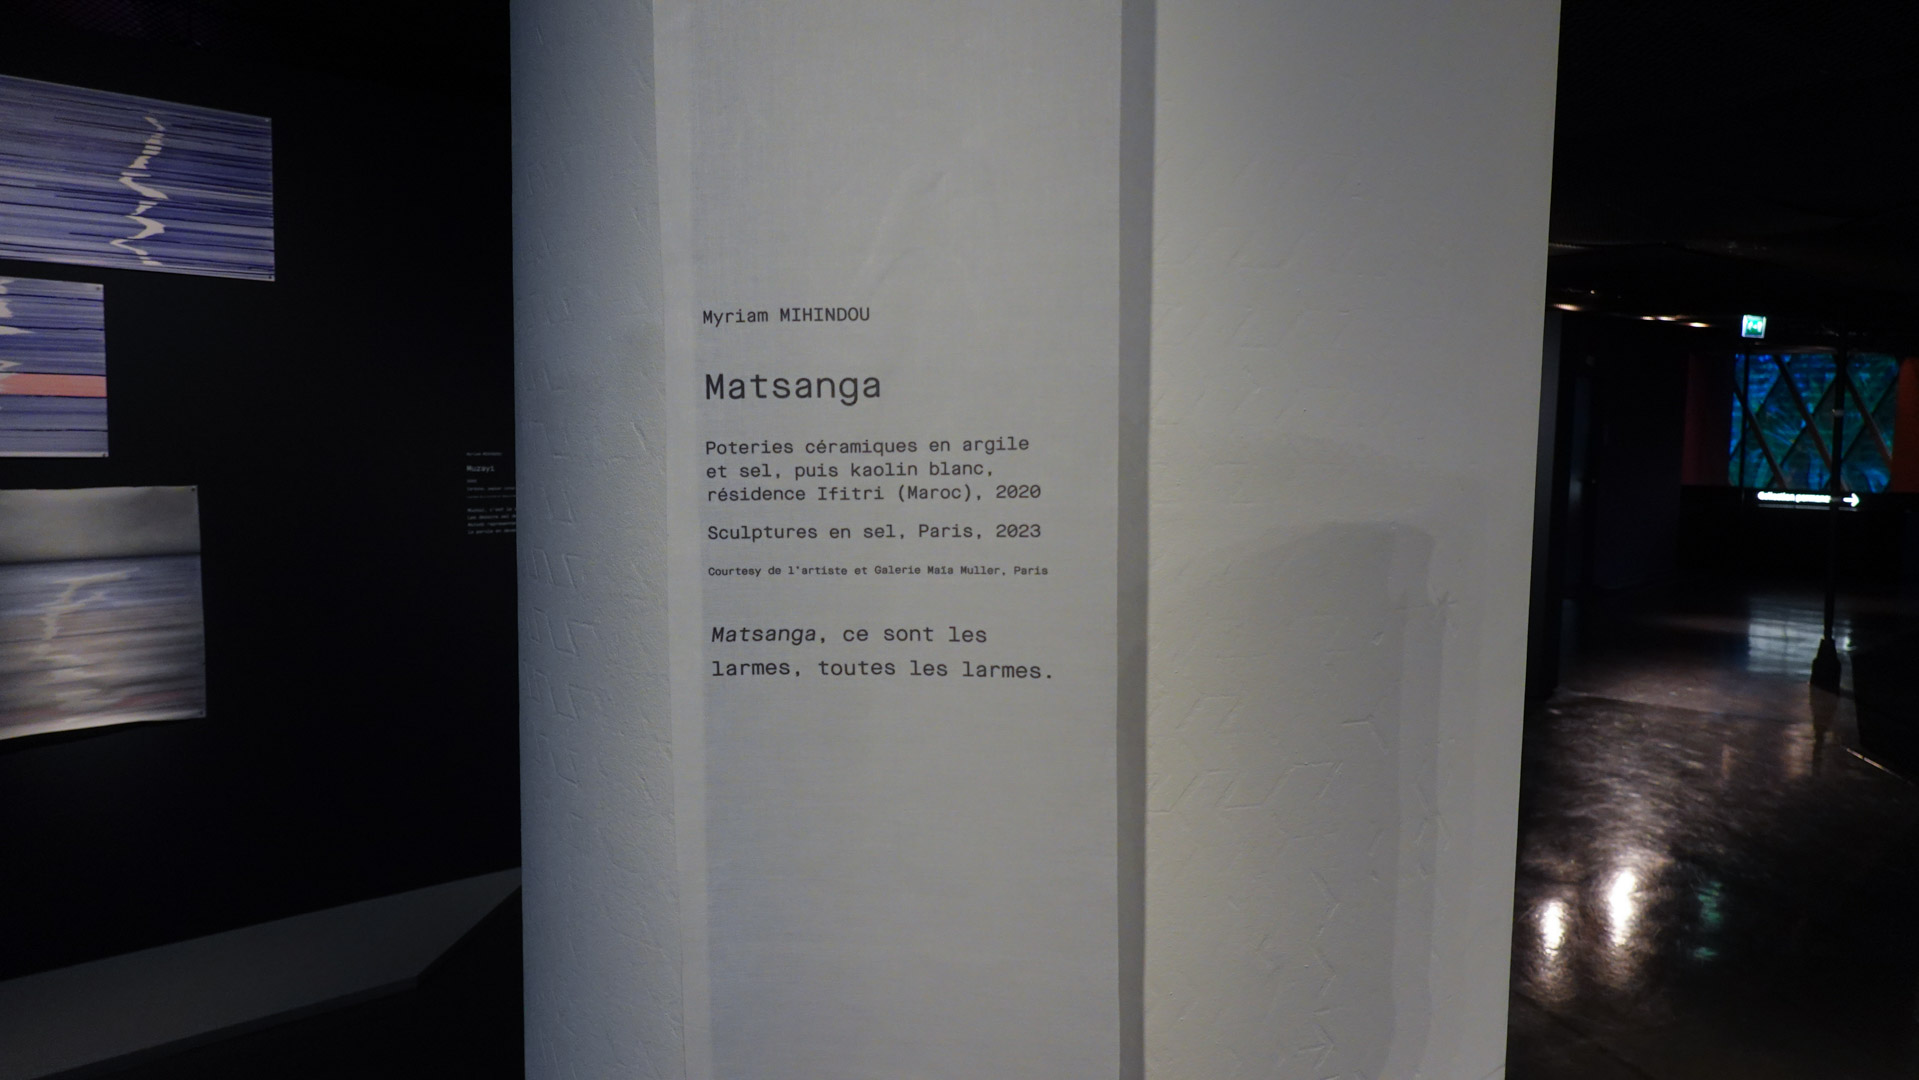 Myriam MIHINDOU
Matsanga
Poteries céramiques en argile
et sel, puis kaolin blanc,
résidence Ifitri (Maroc), 2020
Sculptures en sel, Paris, 2023
Courtesy de l'artiste et Galerie Maïa Muller, Paris
Matsanga, ce sont les
larmes, toutes les larmes.
Muzayi